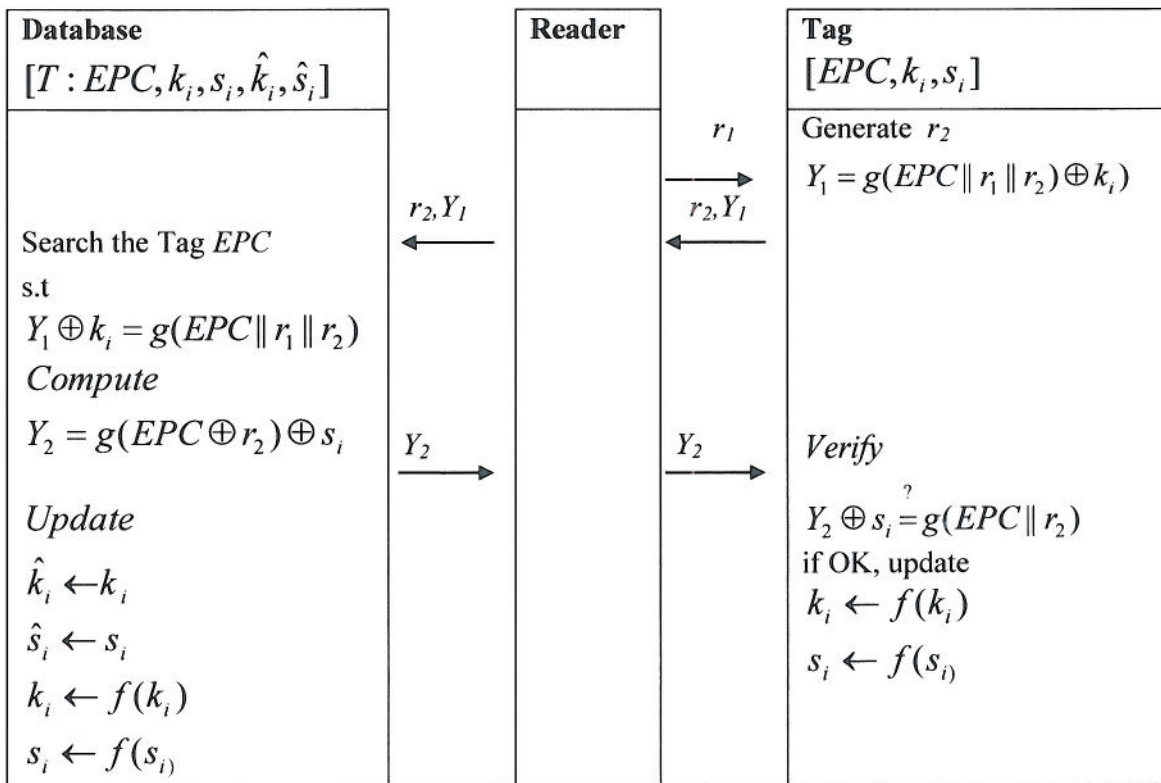 Database
[T : EPC, k_i, s_i, k̂_i, ŝ_i]
Search the Tag EPC
s.t
Y_1 ⊕ k_i = g(EPC || r_1 || r_2)
Compute
Y_2 = g(EPC ⊕ r_2) ⊕ s_i
Update
k̂_i ← k_i
ŝ_i ← s_i
k_i ← f(k_i)
s_i ← f(s_i)
r_2, Y_1
Y_2
Reader
r_1
r_2, Y_1
Y_2
Tag
[EPC, k_i, s_i]
Generate r_2
Y_1 = g(EPC || r_1 || r_2) ⊕ k_i)
Verify
?
Y_2 ⊕ s_i = g(EPC || r_2)
if OK, update
k_i ← f(k_i)
s_i ← f(s_i)